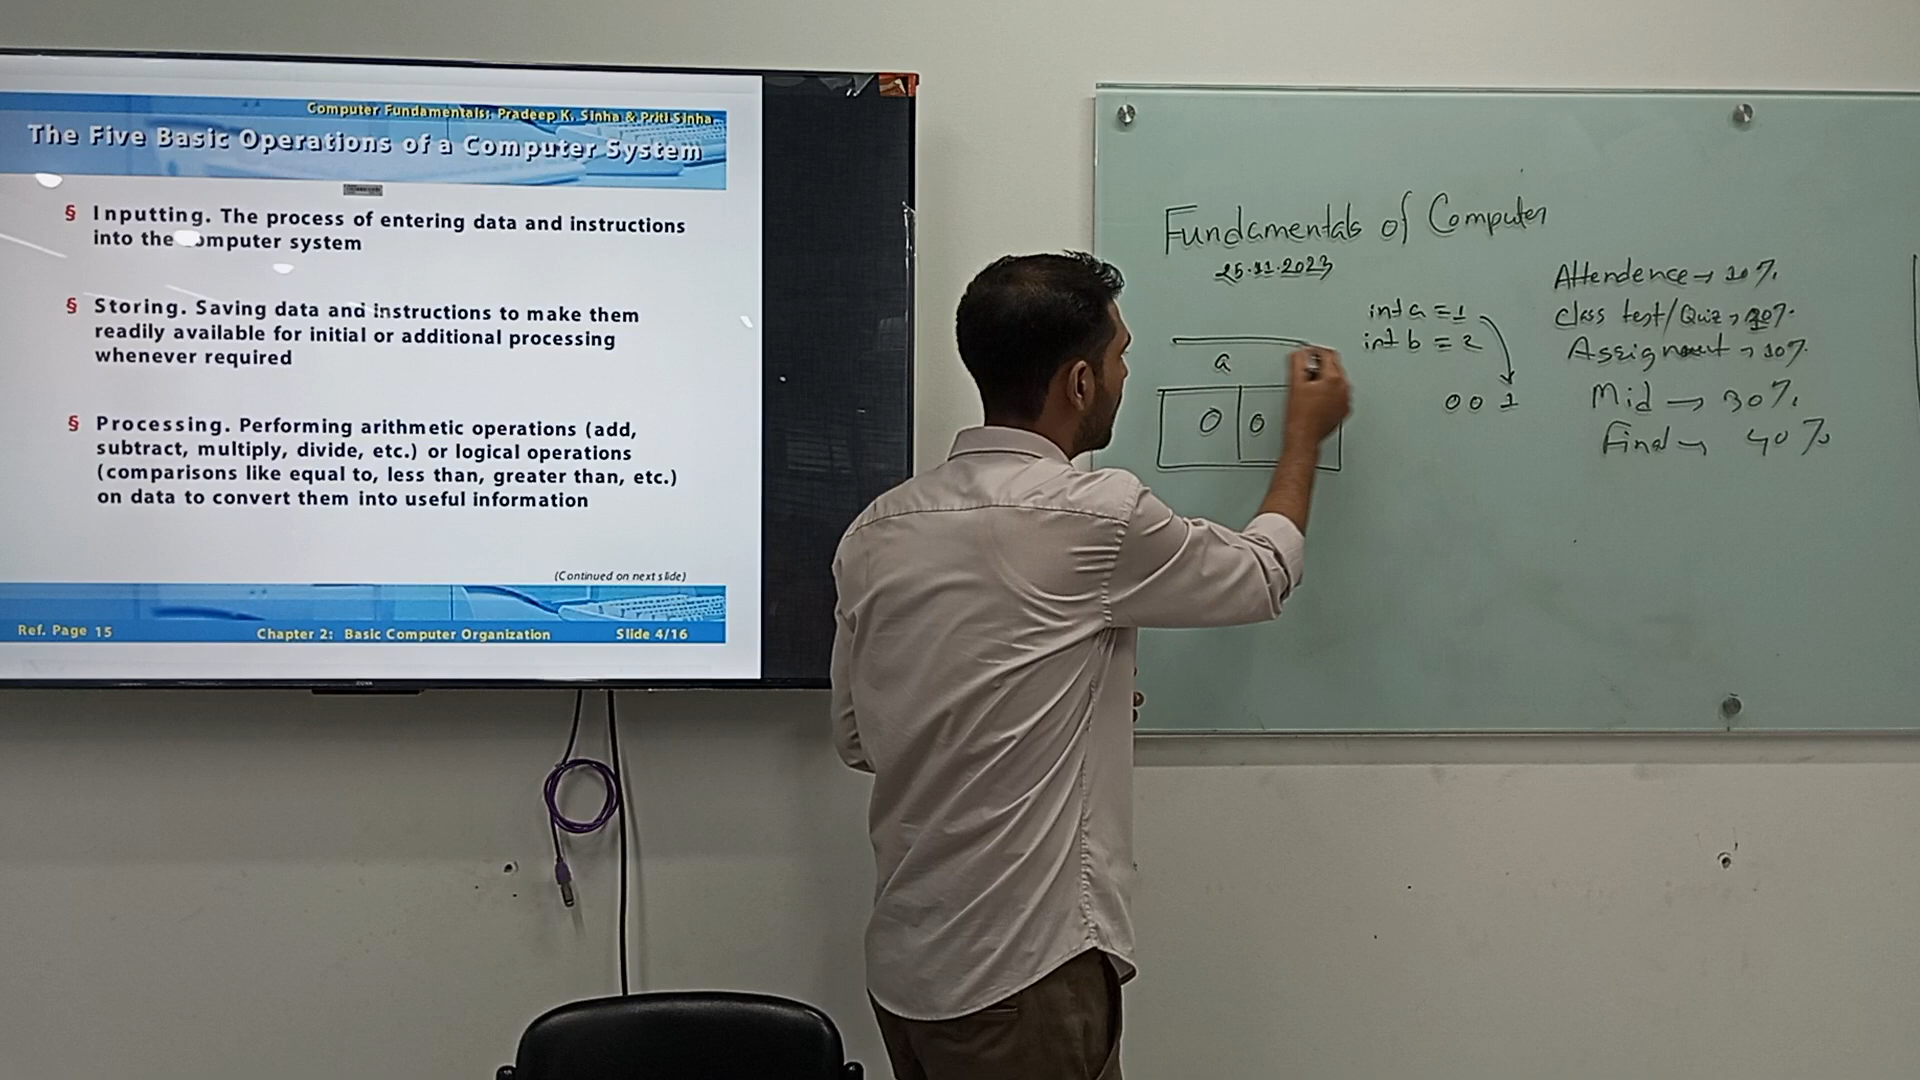 Computer Fundamentals: Pradeep K. Sinha & Priti Sinha
The Five Basic Operations of a Computer System
§ Inputting. The process of entering data and instructions
into the computer system
§ Storing. Saving data and instructions to make them
readily available for initial or additional processing
whenever required
§ Processing. Performing arithmetic operations (add,
subtract, multiply, divide, etc.) or logical operations
(comparisons like equal to, less than, greater than, etc.)
on data to convert them into useful information
(Continued on next slide)
Ref. Page 15
Chapter 2: Basic Computer Organization
Slide 4/16
Fundamentals of Computer
25.11.2023
int a = 1
int b = 2
0 0 1
a
0 0
Attendence → 10%
Class test/Quiz → 10%
Assignment → 10%
Mid → 30%
Final → 40%